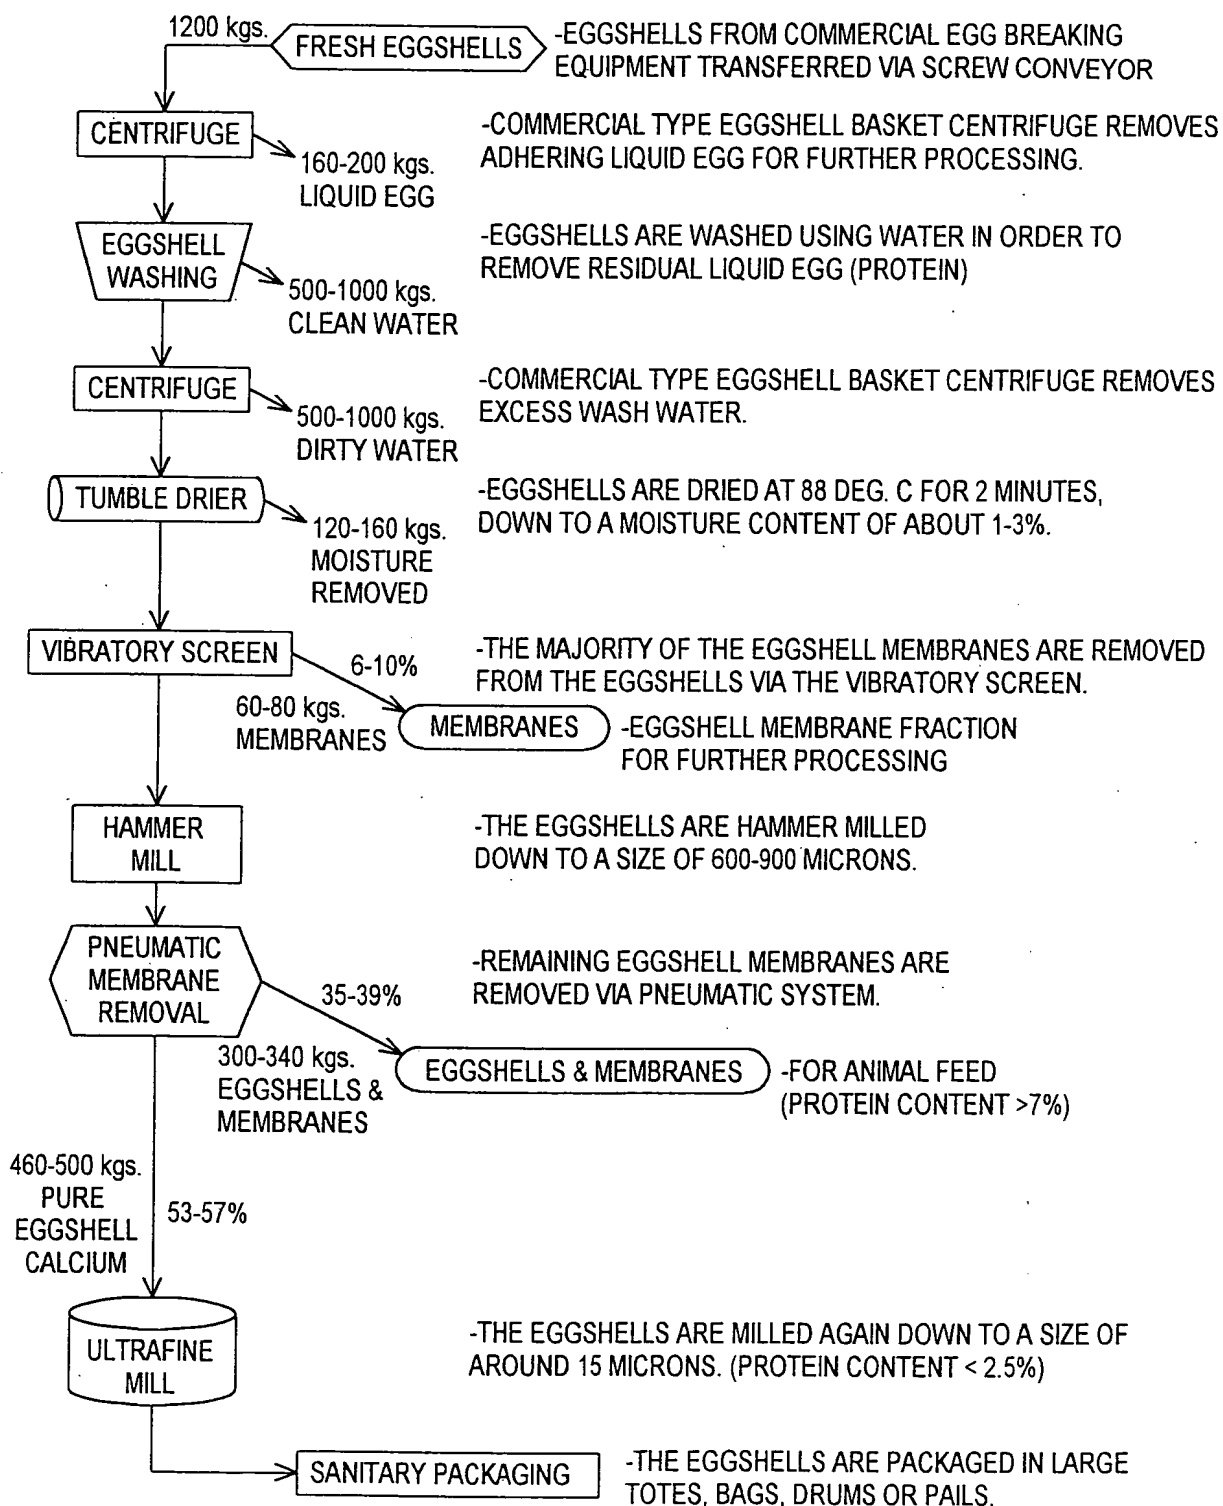 1200 kgs.
FRESH EGGSHELLS
-EGGSHELLS FROM COMMERCIAL EGG BREAKING
EQUIPMENT TRANSFERRED VIA SCREW CONVEYOR
CENTRIFUGE
160-200 kgs.
LIQUID EGG
-COMMERCIAL TYPE EGGSHELL BASKET CENTRIFUGE REMOVES
ADHERING LIQUID EGG FOR FURTHER PROCESSING.
EGGSHELL
WASHING
500-1000 kgs.
CLEAN WATER
-EGGSHELLS ARE WASHED USING WATER IN ORDER TO
REMOVE RESIDUAL LIQUID EGG (PROTEIN)
CENTRIFUGE
500-1000 kgs.
DIRTY WATER
-COMMERCIAL TYPE EGGSHELL BASKET CENTRIFUGE REMOVES
EXCESS WASH WATER.
TUMBLE DRIER
120-160 kgs.
MOISTURE
REMOVED
-EGGSHELLS ARE DRIED AT 88 DEG. C FOR 2 MINUTES,
DOWN TO A MOISTURE CONTENT OF ABOUT 1-3%.
VIBRATORY SCREEN
6-10%
60-80 kgs.
MEMBRANES
-THE MAJORITY OF THE EGGSHELL MEMBRANES ARE REMOVED
FROM THE EGGSHELLS VIA THE VIBRATORY SCREEN.
MEMBRANES
-EGGSHELL MEMBRANE FRACTION
FOR FURTHER PROCESSING
HAMMER
MILL
-THE EGGSHELLS ARE HAMMER MILLED
DOWN TO A SIZE OF 600-900 MICRONS.
PNEUMATIC
MEMBRANE
REMOVAL
35-39%
-REMAINING EGGSHELL MEMBRANES ARE
REMOVED VIA PNEUMATIC SYSTEM.
300-340 kgs.
EGGSHELLS &
MEMBRANES
EGGSHELLS & MEMBRANES
-FOR ANIMAL FEED
(PROTEIN CONTENT >7%)
460-500 kgs.
PURE
EGGSHELL
CALCIUM
53-57%
ULTRAFINE
MILL
-THE EGGSHELLS ARE MILLED AGAIN DOWN TO A SIZE OF
AROUND 15 MICRONS. (PROTEIN CONTENT < 2.5%)
SANITARY PACKAGING
-THE EGGSHELLS ARE PACKAGED IN LARGE
TOTES, BAGS, DRUMS OR PAILS.